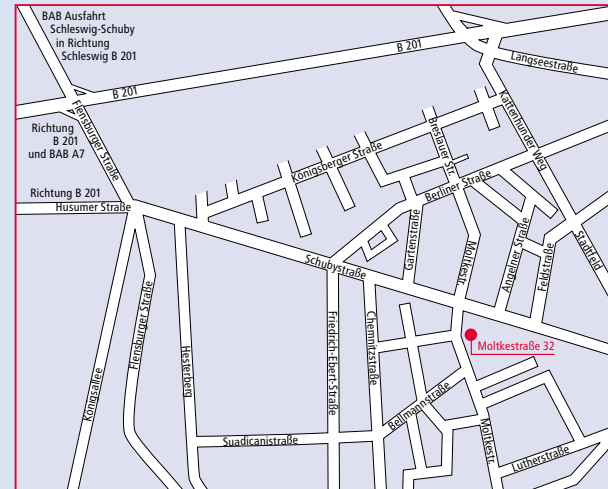 BAB Ausfahrt
Schleswig-Schuby
in Richtung
Schleswig B 201
B 201
Langseestraße
B 201
Flensburger Straße
Kattenhunder Weg
Richtung
B 201
und BAB A7
Breslauer Str.
Königsberger Straße
Richtung B 201
Husumer Straße
Berliner Straße
Stadtfeld
Gartenstraße
Moltkestr.
Angelner Straße
Feldstraße
Schubystraße
Flensburger Straße
Hesterberg
Friedrich-Ebert-Straße
Chemnitzstraße
Moltkestraße 32
Königsallee
Bellmannstraße
Suadicanistraße
Moltkestr.
Lutherstraße